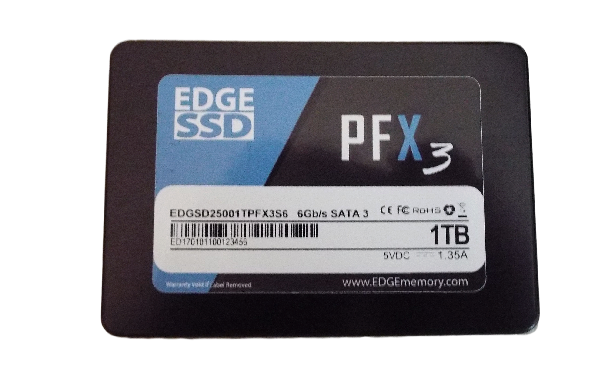 EDGE
SSD
PFX3
EDGSD25001TPFX3S6 6Gb/s SATA 3 CE FC RoHS
ED170181100123456
1TB
5VDC 1.35A
Warranty Void if Label Removed
www.EDGEmemory.com